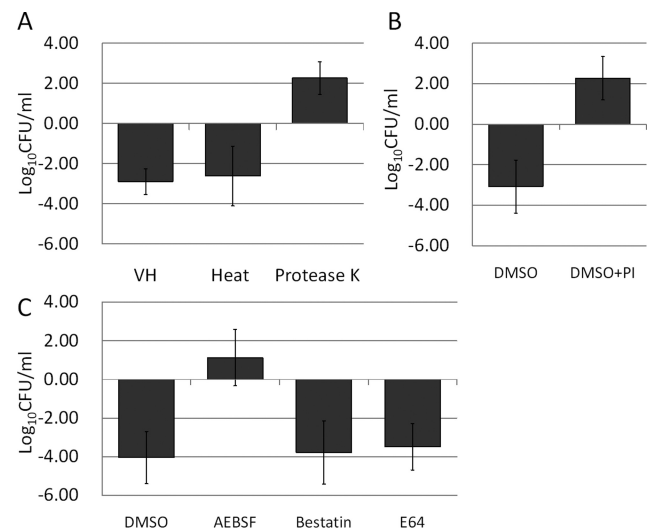 A
4.00
2.00
0.00
-2.00
-4.00
-6.00
Log10CFU/ml
VH Heat Protease K
B
4.00
2.00
0.00
-2.00
-4.00
-6.00
Log10CFU/ml
DMSO DMSO+PI
C
4.00
2.00
0.00
-2.00
-4.00
-6.00
Log10CFU/ml
DMSO AEBSF Bestatin E64